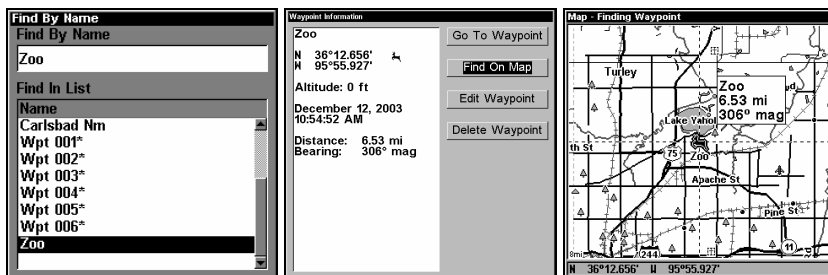 Find By Name
Find By Name
Zoo
Find In List
Name
Carlsbad Nm
Wpt 001*
Wpt 002*
Wpt 003*
Wpt 004*
Wpt 005*
Wpt 006*
Zoo
Waypoint Information
Zoo
N 36°12.656'
W 95°55.927'
Altitude: 0 ft
December 12, 2003
10:54:52 AM
Distance: 6.53 mi
Bearing: 306° mag
Go To Waypoint
Find On Map
Edit Waypoint
Delete Waypoint
Map - Finding Waypoint
Turley
Zoo
6.53 mi
306° mag
Lake Yaho
th St
75
Zoo
Apache St
Pine St
8mi
244
11
N 36°12.656' W 95°55.927'